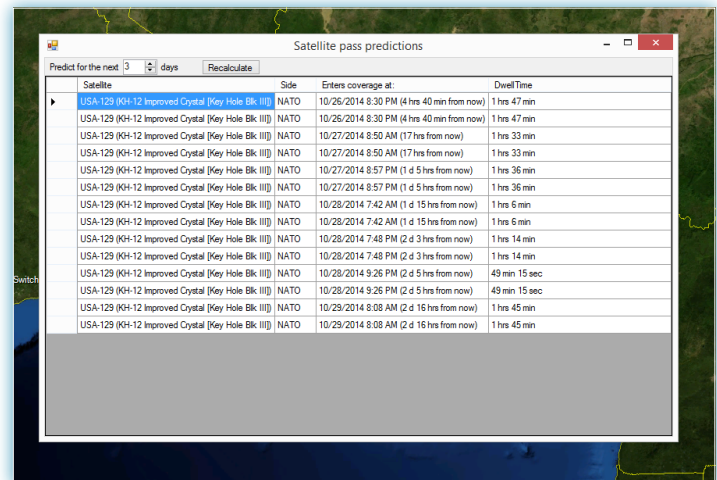 Satellite pass predictions
Predict for the next 3 days Recalculate
Satellite Side Enters coverage at: DwellTime
USA-129 (KH-12 Improved Crystal [Key Hole Blk III]) NATO 10/26/2014 8:30 PM (4 hrs 40 min from now) 1 hrs 47 min
USA-129 (KH-12 Improved Crystal [Key Hole Blk III]) NATO 10/26/2014 8:30 PM (4 hrs 40 min from now) 1 hrs 47 min
USA-129 (KH-12 Improved Crystal [Key Hole Blk III]) NATO 10/27/2014 8:50 AM (17 hrs from now) 1 hrs 33 min
USA-129 (KH-12 Improved Crystal [Key Hole Blk III]) NATO 10/27/2014 8:50 AM (17 hrs from now) 1 hrs 33 min
USA-129 (KH-12 Improved Crystal [Key Hole Blk III]) NATO 10/27/2014 8:57 PM (1 d 5 hrs from now) 1 hrs 36 min
USA-129 (KH-12 Improved Crystal [Key Hole Blk III]) NATO 10/27/2014 8:57 PM (1 d 5 hrs from now) 1 hrs 36 min
USA-129 (KH-12 Improved Crystal [Key Hole Blk III]) NATO 10/28/2014 7:42 AM (1 d 15 hrs from now) 1 hrs 6 min
USA-129 (KH-12 Improved Crystal [Key Hole Blk III]) NATO 10/28/2014 7:42 AM (1 d 15 hrs from now) 1 hrs 6 min
USA-129 (KH-12 Improved Crystal [Key Hole Blk III]) NATO 10/28/2014 7:48 PM (2 d 3 hrs from now) 1 hrs 14 min
USA-129 (KH-12 Improved Crystal [Key Hole Blk III]) NATO 10/28/2014 7:48 PM (2 d 3 hrs from now) 1 hrs 14 min
USA-129 (KH-12 Improved Crystal [Key Hole Blk III]) NATO 10/28/2014 9:26 PM (2 d 5 hrs from now) 49 min 15 sec
USA-129 (KH-12 Improved Crystal [Key Hole Blk III]) NATO 10/28/2014 9:26 PM (2 d 5 hrs from now) 49 min 15 sec
USA-129 (KH-12 Improved Crystal [Key Hole Blk III]) NATO 10/29/2014 8:08 AM (2 d 16 hrs from now) 1 hrs 45 min
USA-129 (KH-12 Improved Crystal [Key Hole Blk III]) NATO 10/29/2014 8:08 AM (2 d 16 hrs from now) 1 hrs 45 min
Switch